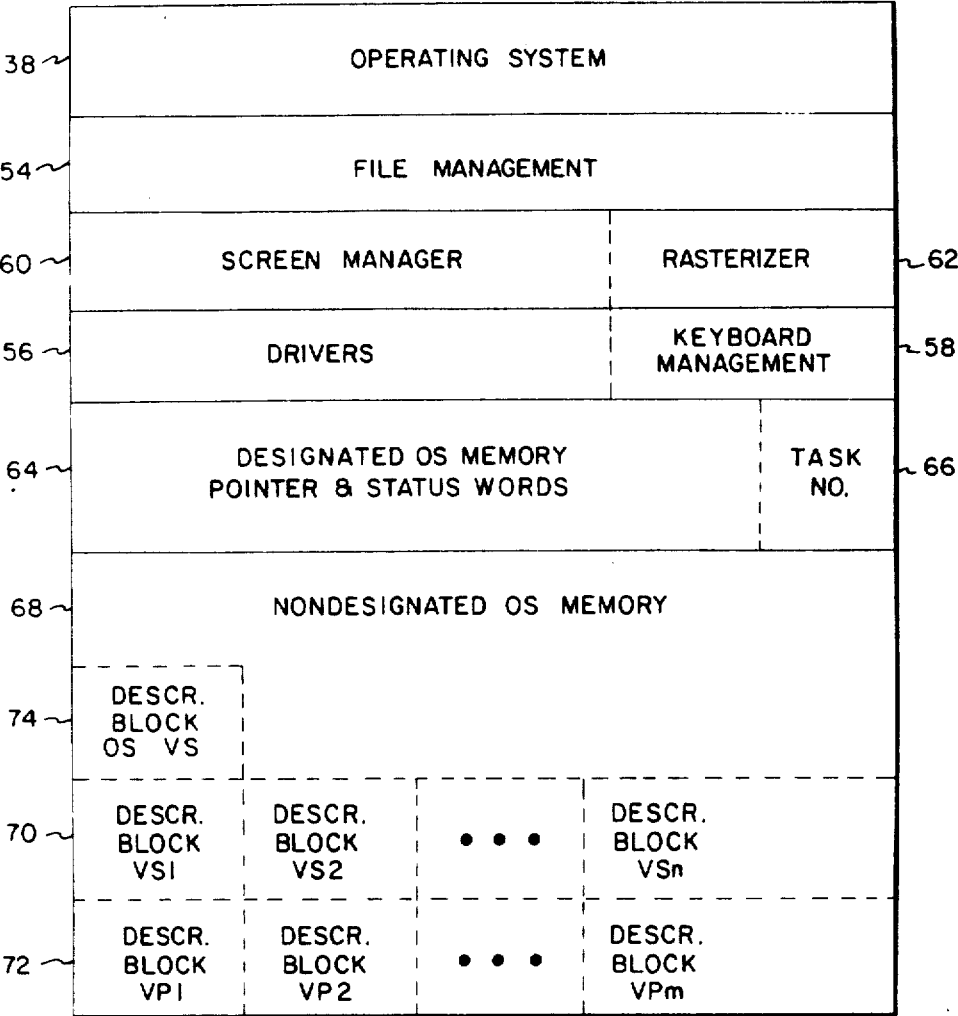 38 OPERATING SYSTEM
54 FILE MANAGEMENT
60 SCREEN MANAGER RASTERIZER 62
56 DRIVERS KEYBOARD MANAGEMENT 58
64 DESIGNATED OS MEMORY POINTER & STATUS WORDS TASK NO. 66
68 NONDESIGNATED OS MEMORY
74 DESCR. BLOCK OS VS
70 DESCR. BLOCK VS1 DESCR. BLOCK VS2 ● ● ● DESCR. BLOCK VSn
72 DESCR. BLOCK VP1 DESCR. BLOCK VP2 ● ● ● DESCR. BLOCK VPm